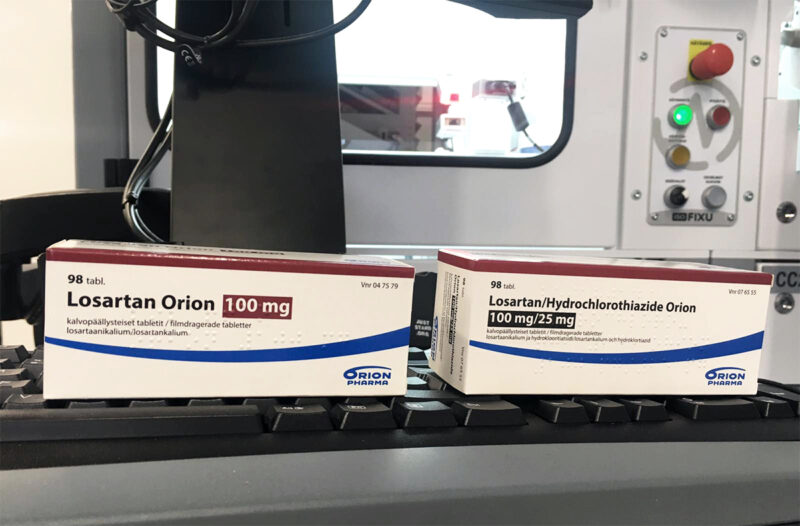 98 tabl.
Vnr 04 75 79
Losartan Orion 100 mg
kalvopäällysteiset tabletit / filmdragerade tabletter
losartaanikalium/losartankalium
ORION
PHARMA
98 tabl.
Vnr 07 65 55
Losartan/Hydrochlorothiazide Orion
100 mg/25 mg
kalvopäällysteiset tabletit / filmdragerade tabletter
losartaanikalium ja hydroklooritiatsidi/losartankalium och hydroklortiazid
ORION
PHARMA
FIXU